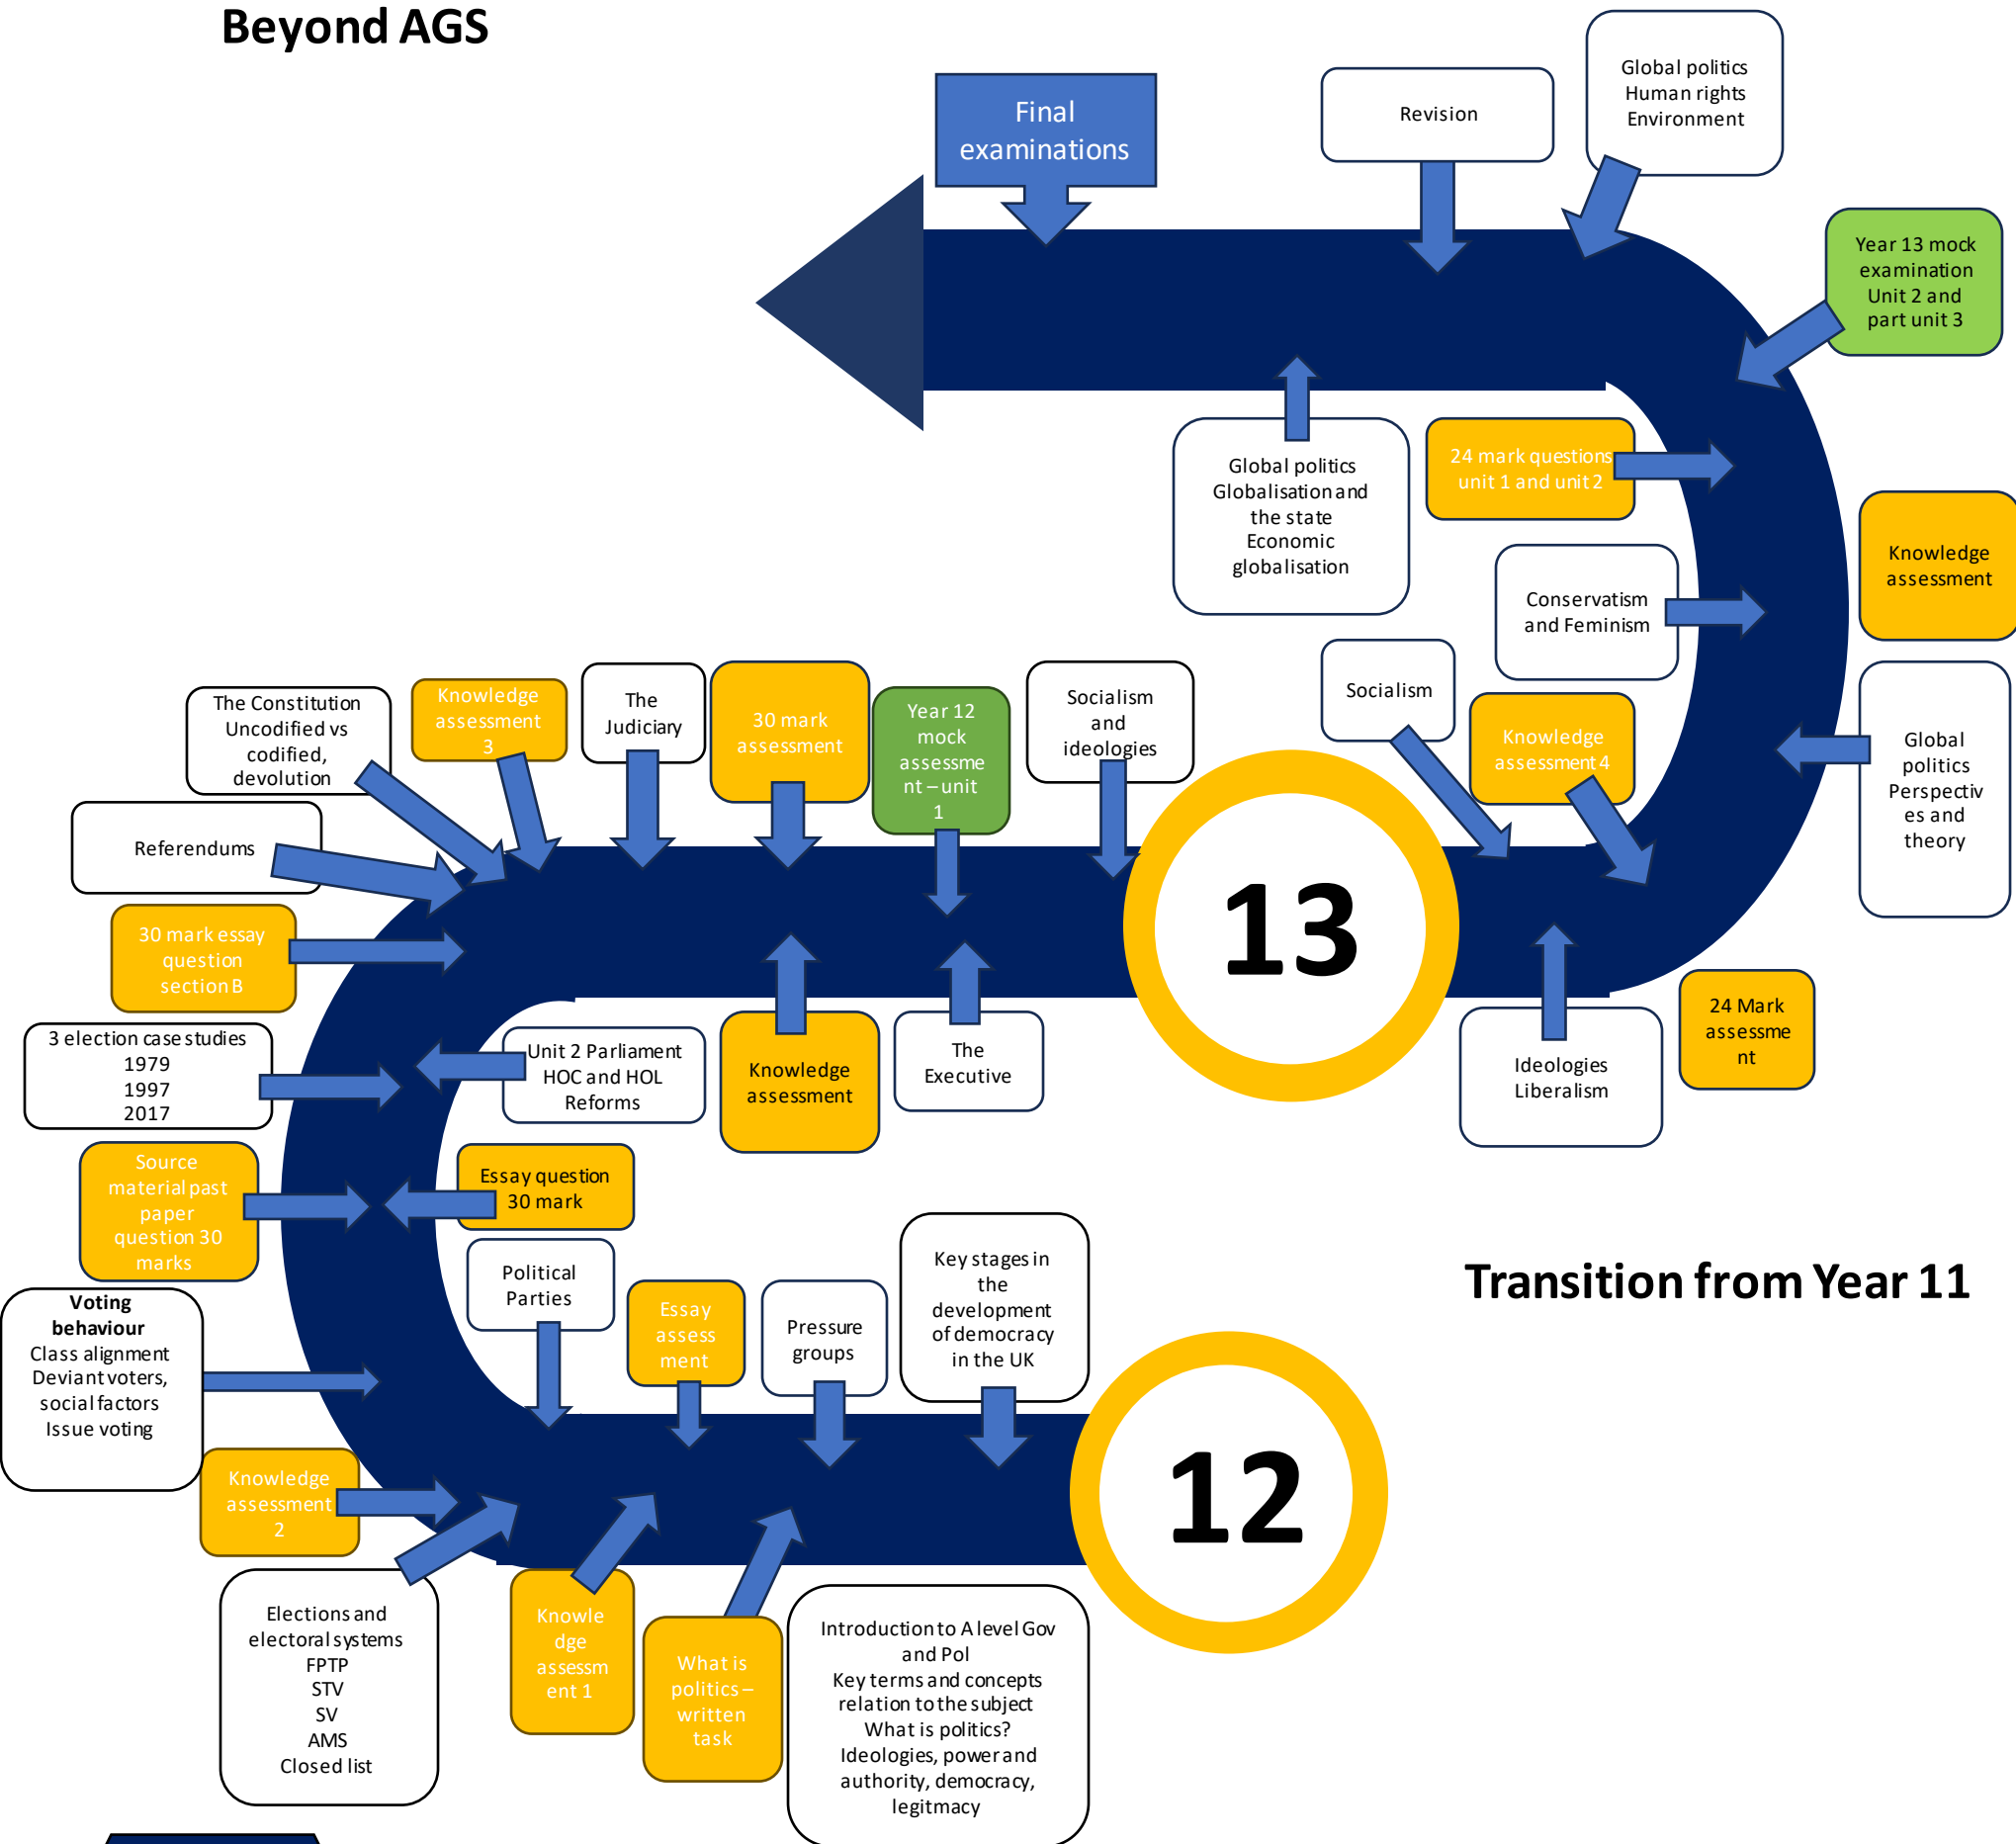 Beyond AGS
Final
examinations
Revision
Global politics
Human rights
Environment
Year 13 mock
examination
Unit 2 and
part unit 3
Global politics
Globalisation and
the state
Economic
globalisation
24 mark questions
unit 1 and unit 2
Knowledge
assessment
Conservatism
and Feminism
Socialism
Knowledge
assessment 4
Global
politics
Perspectiv
es and
theory
The Constitution
Uncodified vs
codified,
devolution
Knowledge
assessment
3
The
Judiciary
30 mark
assessment
Year 12
mock
assessme
nt – unit
1
Socialism
and
ideologies
Referendums
13
30 mark essay
question
section B
24 Mark
assessme
nt
3 election case studies
1979
1997
2017
Unit 2 Parliament
HOC and HOL
Reforms
Knowledge
assessment
The
Executive
Ideologies
Liberalism
Source
material past
paper
question 30
marks
Essay question
30 mark
Political
Parties
Essay
assess
ment
Pressure
groups
Key stages in
the
development
of democracy
in the UK
Transition from Year 11
Voting
behaviour
Class alignment
Deviant voters,
social factors
Issue voting
12
Knowledge
assessment
2
Elections and
electoral systems
FPTP
STV
SV
AMS
Closed list
Knowle
dge
assessm
ent 1
What is
politics –
written
task
Introduction to A level Gov
and Pol
Key terms and concepts
relation to the subject
What is politics?
Ideologies, power and
authority, democracy,
legitmacy